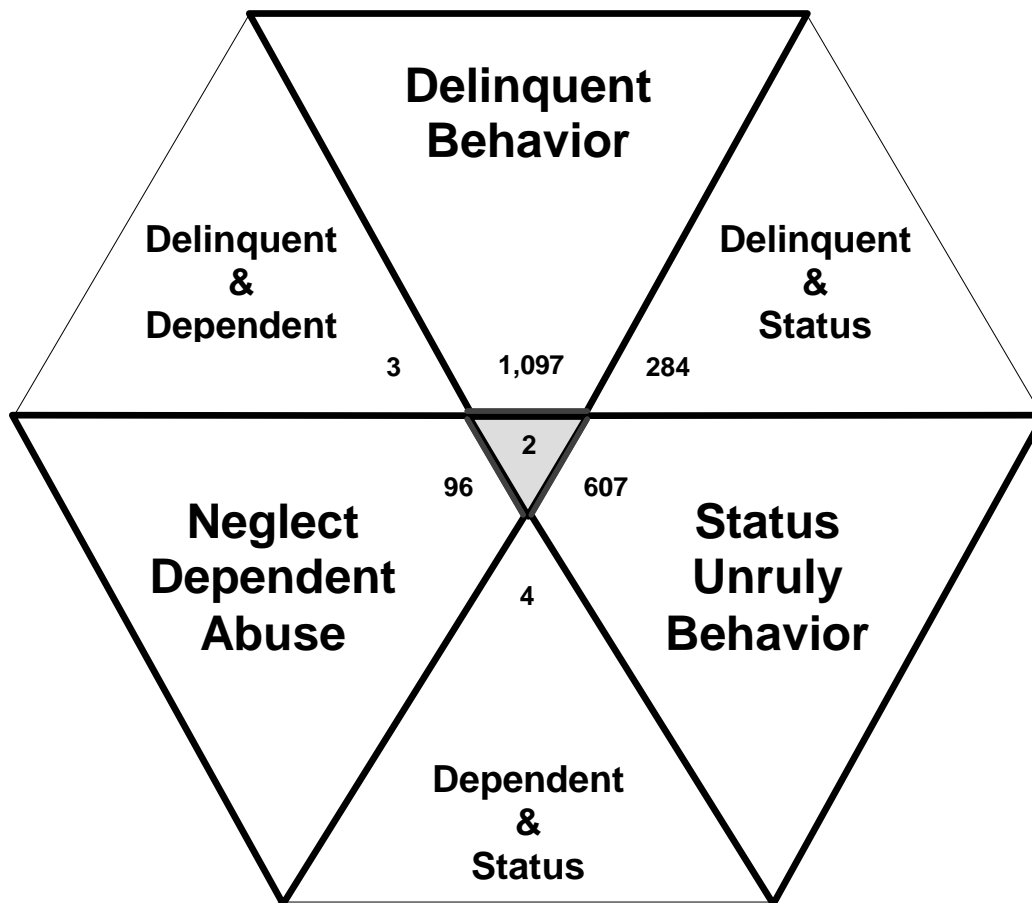 Delinquent
Behavior
Delinquent
&
Dependent
Delinquent
&
Status
3
1,097
284
2
96
607
Neglect
Dependent
Abuse
Status
Unruly
Behavior
4
Dependent
&
Status